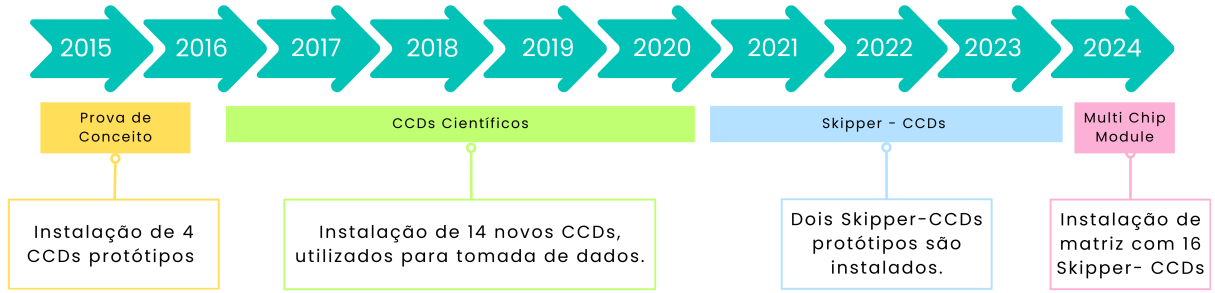 2015 2016 2017 2018 2019 2020 2021 2022 2023 2024
Prova de
Conceito
CCDs Científicos
Skipper - CCDs
Multi Chip
Module
Instalação de 4
CCDs protótipos
Instalação de 14 novos CCDs,
utilizados para tomada de dados.
Dois Skipper-CCDs
protótipos são
instalados.
Instalação de
matriz com 16
Skipper- CCDs